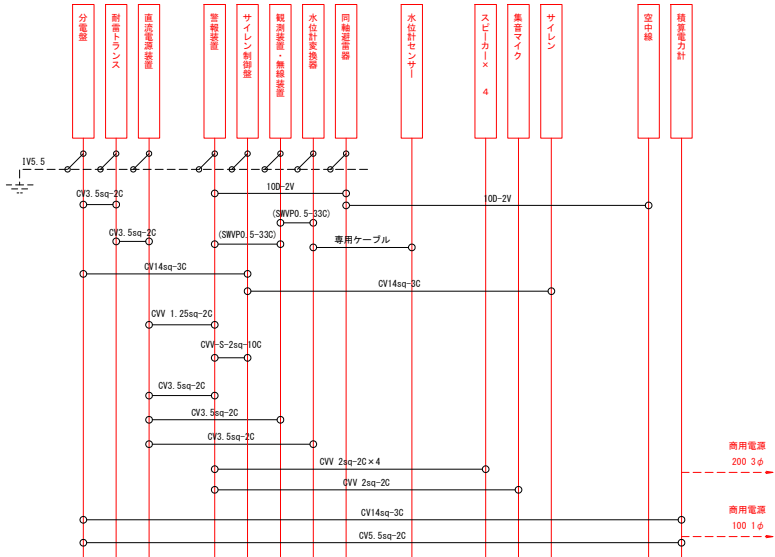 分電盤
耐雷トランス
直流電源装置
警報装置
サイレン制御盤
観測装置・無線装置
水位計変換器
同軸避雷器
水位計センサー
スピーカー× 4
集音マイク
サイレン
空中線
積算電力計
IV5.5
10D-2V
CV3.5sq-2C
10D-2V
(SWVP0.5-33C)
CV3.5sq-2C
(SWVP0.5-33C)
専用ケーブル
CV14sq-3C
CV14sq-3C
CVV 1.25sq-2C
CVV-S-2sq-10C
CV3.5sq-2C
CV3.5sq-2C
CV3.5sq-2C
商用電源
200 3φ
CVV 2sq-2C×4
CVV 2sq-2C
CV14sq-3C
商用電源
100 1φ
CV5.5sq-2C